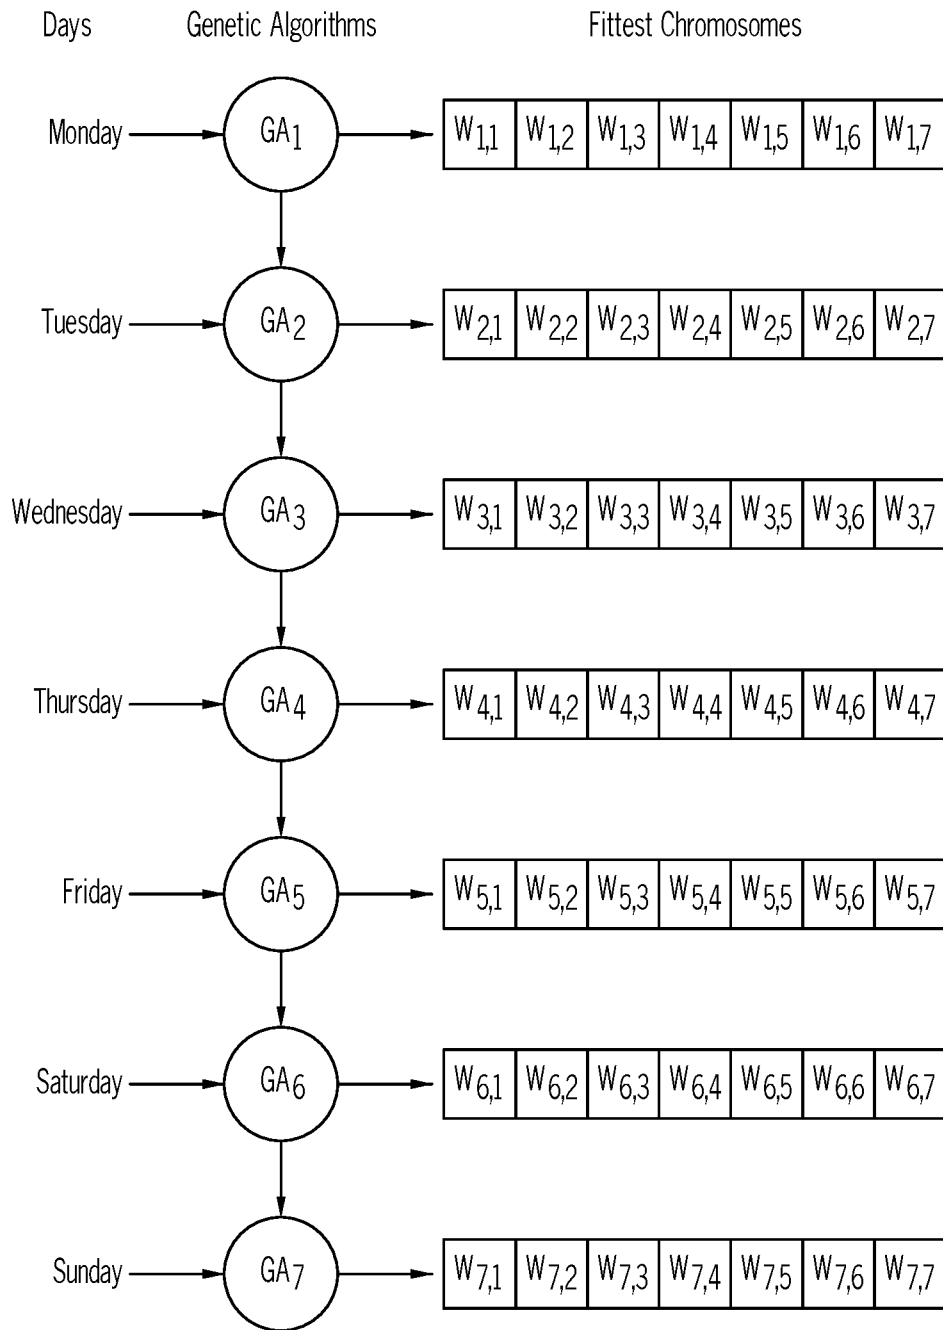 Days Genetic Algorithms Fittest Chromosomes
Monday GA1 W1,1 W1,2 W1,3 W1,4 W1,5 W1,6 W1,7
Tuesday GA2 W2,1 W2,2 W2,3 W2,4 W2,5 W2,6 W2,7
Wednesday GA3 W3,1 W3,2 W3,3 W3,4 W3,5 W3,6 W3,7
Thursday GA4 W4,1 W4,2 W4,3 W4,4 W4,5 W4,6 W4,7
Friday GA5 W5,1 W5,2 W5,3 W5,4 W5,5 W5,6 W5,7
Saturday GA6 W6,1 W6,2 W6,3 W6,4 W6,5 W6,6 W6,7
Sunday GA7 W7,1 W7,2 W7,3 W7,4 W7,5 W7,6 W7,7